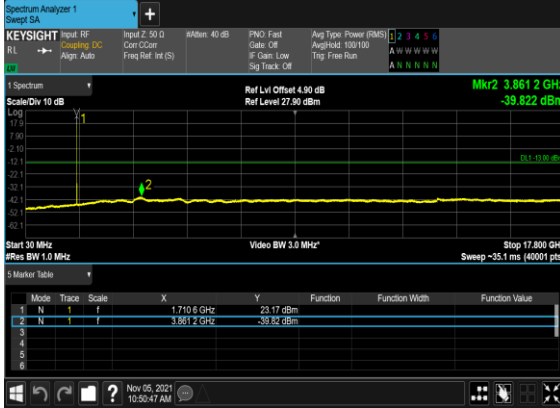 Spectrum Analyzer 1
Swept SA
+
KEYSIGHT Input: RF Input Z: 50 Ω #Atten: 40 dB PNO: Fast Avg Type: Power (RMS) 1 2 3 4 5 6
RL Coupling: DC Corr CCorr Gate: Off Avg|Hold: 100/100 A W W W W W
Align: Auto Freq Ref: Int (S) IF Gain: Low Trig: Free Run
Sig Track: Off A N N N N N
1 Spectrum
Ref Lvl Offset 4.90 dB Mkr2 3.861 2 GHz
Scale/Div 10 dB Ref Level 27.90 dBm -39.822 dBm
Log
17.9
1
7.90
-2.10
-12.1 DL1 -13.00 dBm
-22.1
-32.1
2
-42.1
-52.1
-62.1
Start 30 MHz Video BW 3.0 MHz* Stop 17.800 GH
#Res BW 1.0 MHz Sweep ~35.1 ms (40001 pts
5 Marker Table
Mode Trace Scale X Y Function Function Width Function Value
1 N 1 f 1.710 6 GHz 23.17 dBm
2 N 1 f 3.861 2 GHz -39.82 dBm
3
4
5
6
? Nov 05, 2021
10:50:47 AM